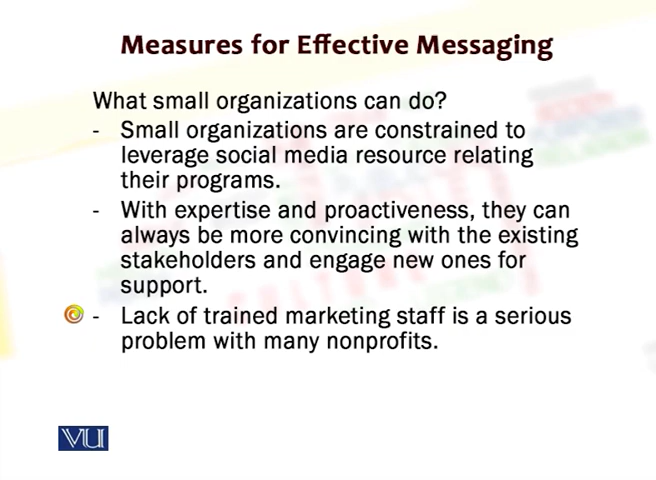 Measures for Effective Messaging
What small organizations can do?
- Small organizations are constrained to
leverage social media resource relating
their programs.
- With expertise and proactiveness, they can
always be more convincing with the existing
stakeholders and engage new ones for
support.
- Lack of trained marketing staff is a serious
problem with many nonprofits.
VU